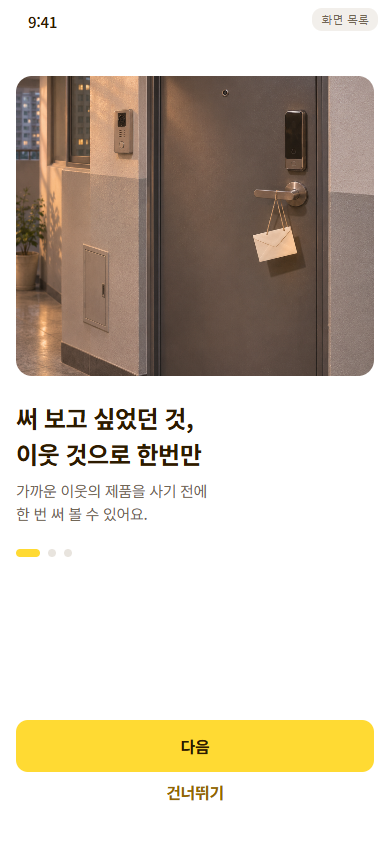 9:41
화면 목록
써 보고 싶었던 것,
이웃 것으로 한번만
가까운 이웃의 제품을 사기 전에
한 번 써 볼 수 있어요.
다음
건너뛰기